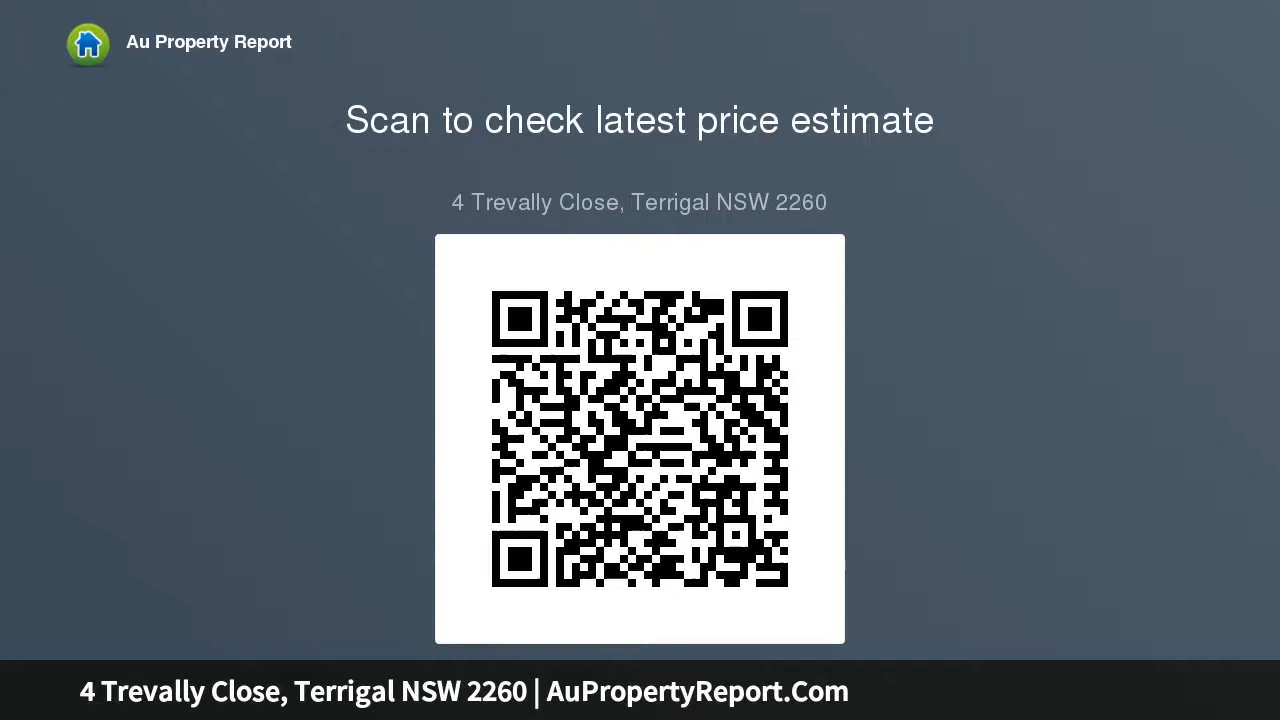 Au Property Report
Scan to check latest price estimate
4 Trevally Close, Terrigal NSW 2260
4 Trevally Close, Terrigal NSW 2260 | AuPropertyReport.Com